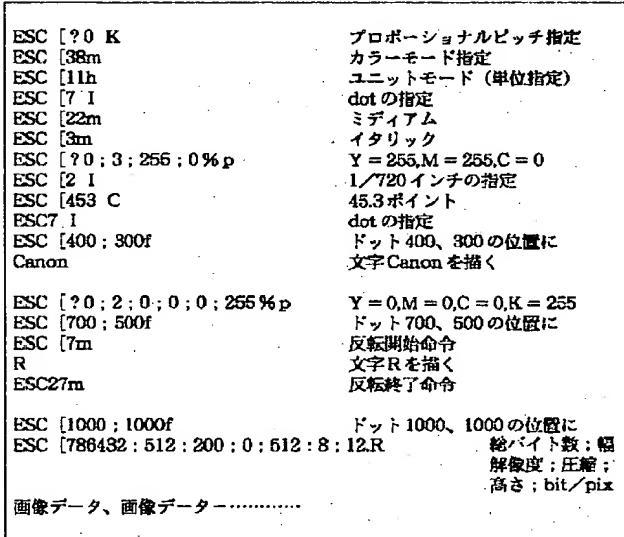 ESC [?0 K プロポーショナルピッチ指定
ESC [38m カラーモード指定
ESC [11h ユニットモード（単位指定）
ESC [7 I dotの指定
ESC [22m ミディアム
ESC [3m イタリック
ESC [?0 ; 3 ; 255 ; 0%p Y = 255,M = 255,C = 0
ESC [2 I 1／720インチの指定
ESC [453 C 45.3ポイント
ESC7 I dotの指定
ESC [400 ; 300f ドット400、300の位置に
Canon 文字Canonを描く
ESC [?0 ; 2 ; 0 ; 0 ; 0 ; 255%p Y = 0,M = 0,C = 0,K = 255
ESC [700 ; 500f ドット700、500の位置に
ESC [7m 反転開始命令
R 文字Rを描く
ESC27m 反転終了命令
ESC [1000 ; 1000f ドット1000、1000の位置に
ESC [786432 ; 512 ; 200 ; 0 ; 512 ; 8 ; 12.R 総バイト数；幅
解像度；圧縮；
高さ；bit／pix
画像データ、画像データー…………